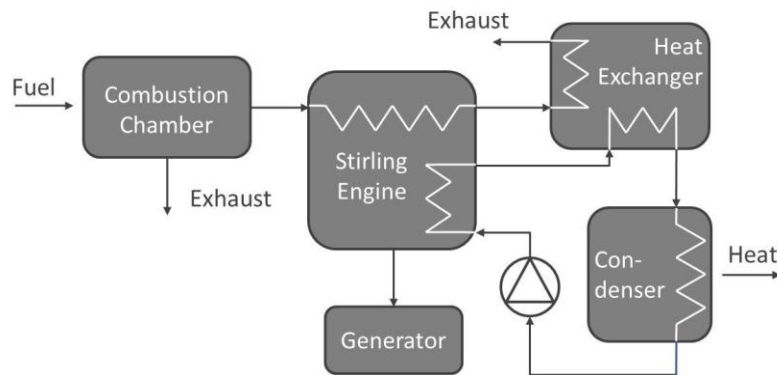 Exhaust
Heat
Exchanger
Fuel
Combustion
Chamber
Stirling
Engine
Exhaust
Con-
denser
Heat
Generator